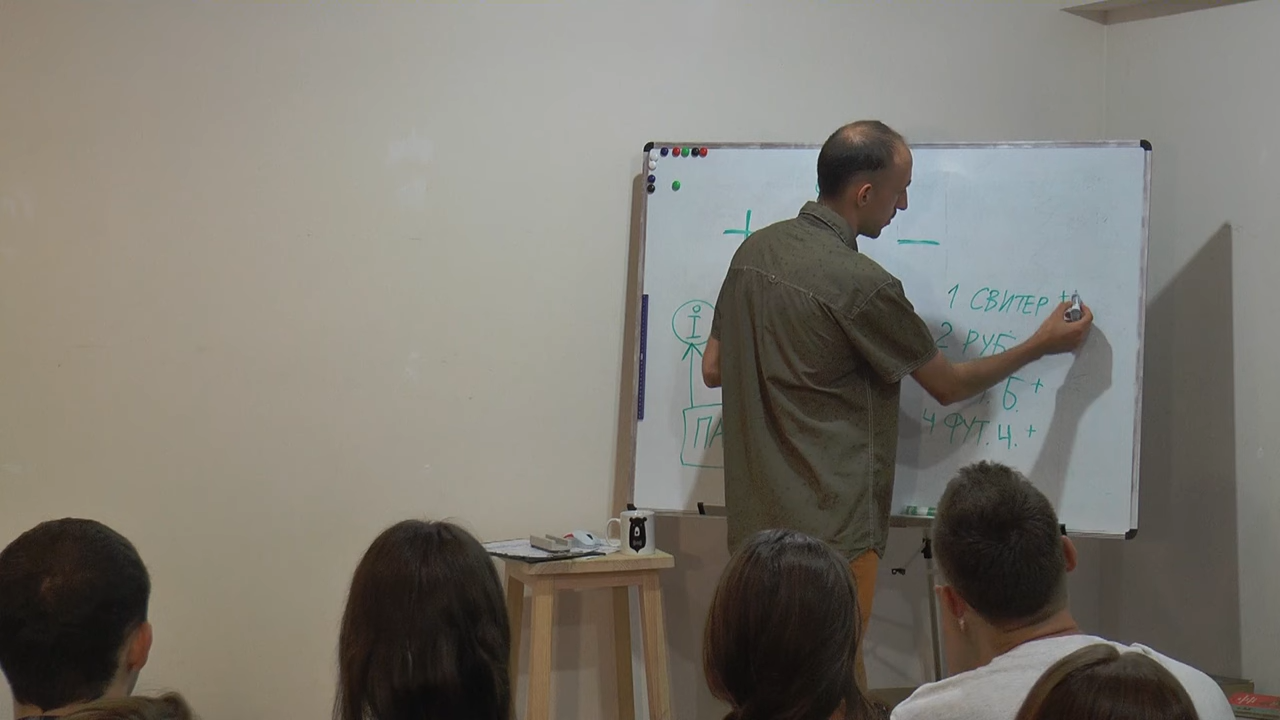 + −
i
1 СВИТЕР +
2 РУБ.
Б. +
4 ФУТ. Ч. +
ПА